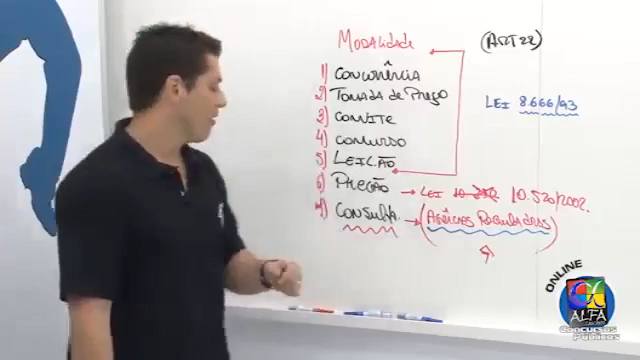 MODALIDADE (ART 22)
1) CONCORRÊNCIA
2) TOMADA DE PREÇO
LEI 8.666/93
3) CONVITE
4) CONCURSO
5) LEILÃO
6) PREGÃO → LEI 10.520/2002.
7) CONSULTA. → (AGÊNCIAS REGULADORAS)
ONLINE
ALFA
CONCURSOS
PÚBLICOS